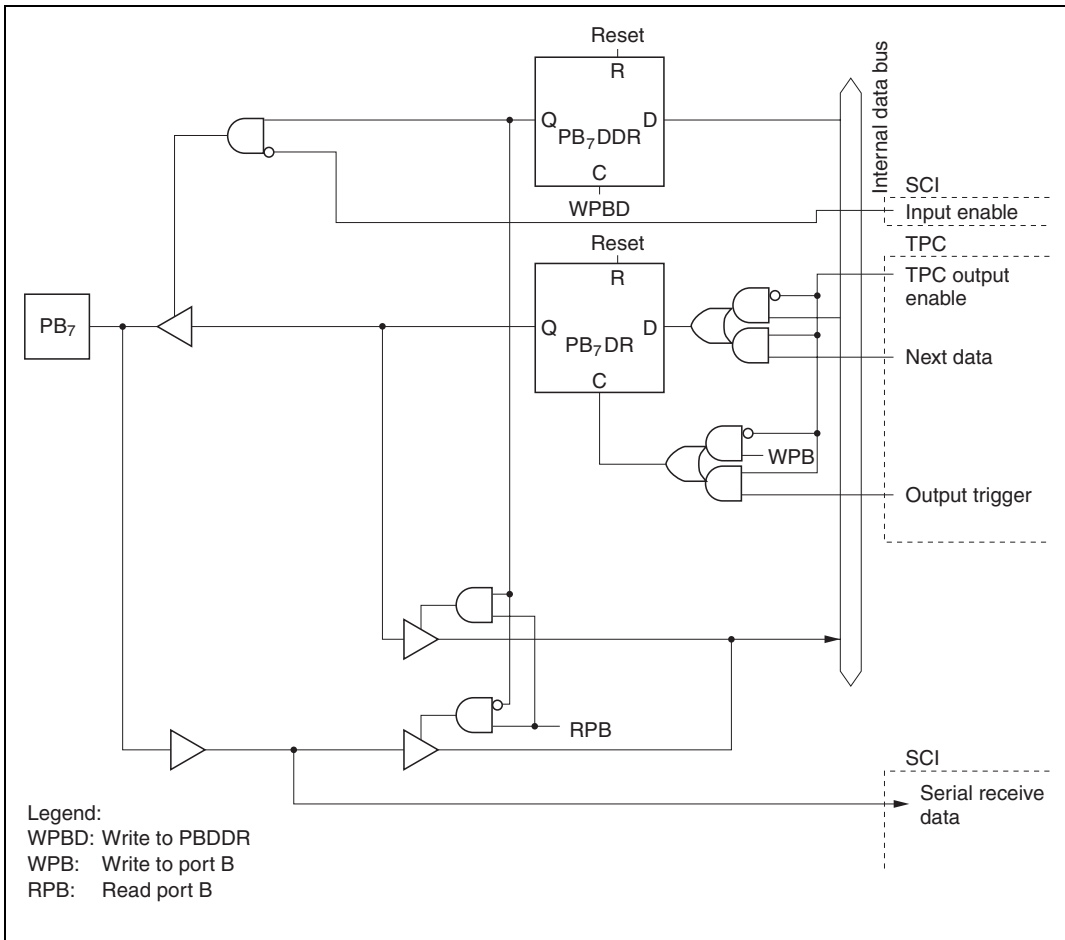 Reset
R
Q
PB₇DDR
D
C
WPBD
Internal data bus
SCI
Input enable
TPC
TPC output
enable
Reset
R
PB₇
Q
PB₇DR
D
C
Next data
WPB
Output trigger
RPB
SCI
Serial receive
data
Legend:
WPBD: Write to PBDDR
WPB: Write to port B
RPB: Read port B